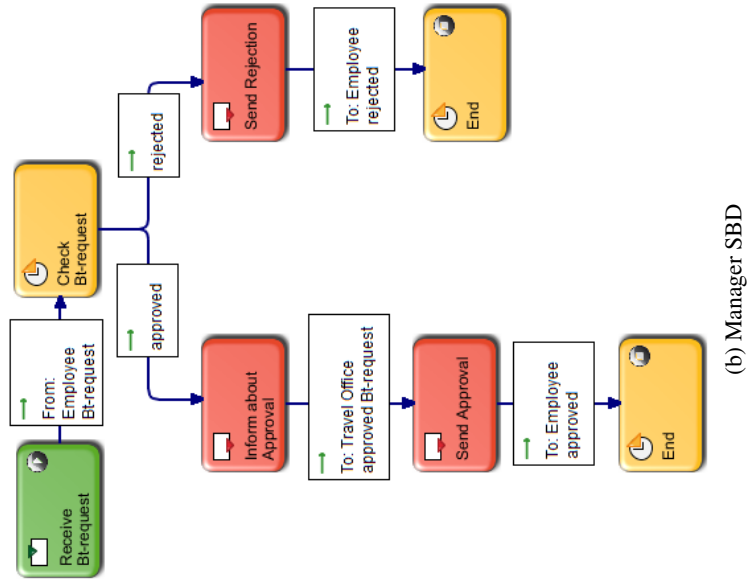 Receive
Bt-request
From:
Employee
Bt-request
Check
Bt-request
approved
rejected
Inform about
Approval
To: Travel Office
approved Bt-request
Send Approval
To: Employee
approved
End
Send Rejection
To: Employee
rejected
End
(b) Manager SBD